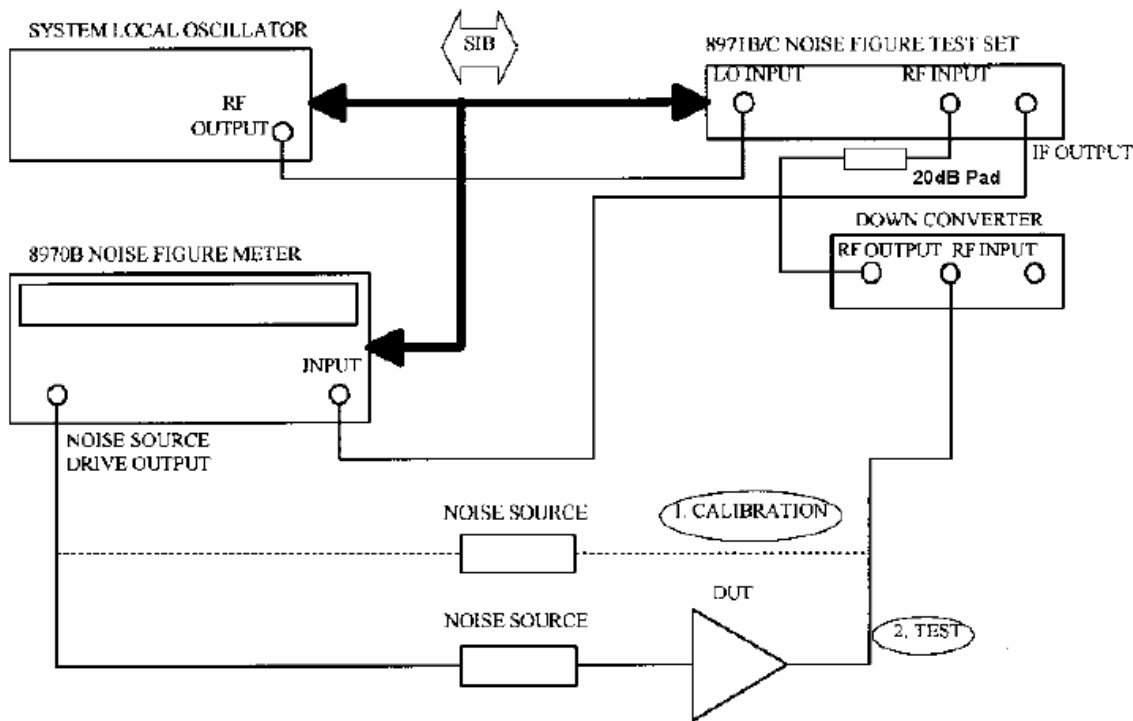 SYSTEM LOCAL OSCILLATOR
SIB
8971B/C NOISE FIGURE TEST SET
LO INPUT
RF INPUT
RF
OUTPUT
IF OUTPUT
20dB Pad
DOWN CONVERTER
RF OUTPUT
RF INPUT
8970B NOISE FIGURE METER
INPUT
NOISE SOURCE
DRIVE OUTPUT
NOISE SOURCE
1. CALIBRATION
DUT
NOISE SOURCE
2, TEST